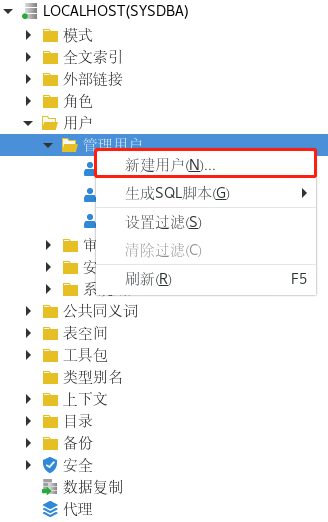 LOCALHOST(SYSDBA)
模式
全文索引
外部链接
角色
用户
管理用户
新建用户(N)...
生成SQL脚本(G)
设置过滤(S)
清除过滤(C)
刷新(R) F5
审
安
系
公共同义词
表空间
工具包
类型别名
上下文
目录
备份
安全
数据复制
代理